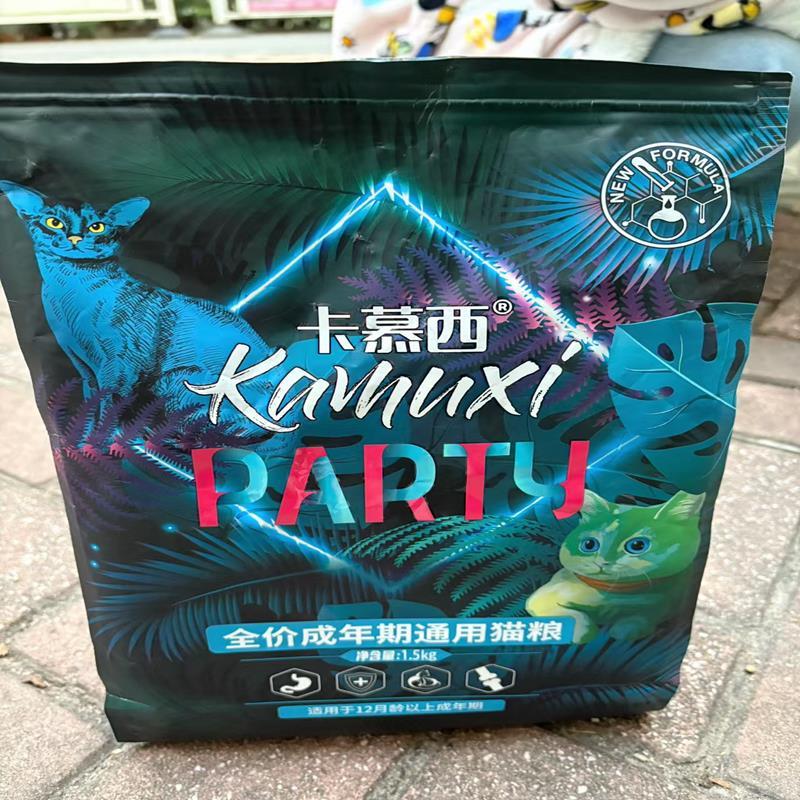 NEW FORMULA
卡慕西®
Kamuxi
PARTY
全价成年期通用猫粮
净含量:1.5kg
适用于12月龄以上成年期